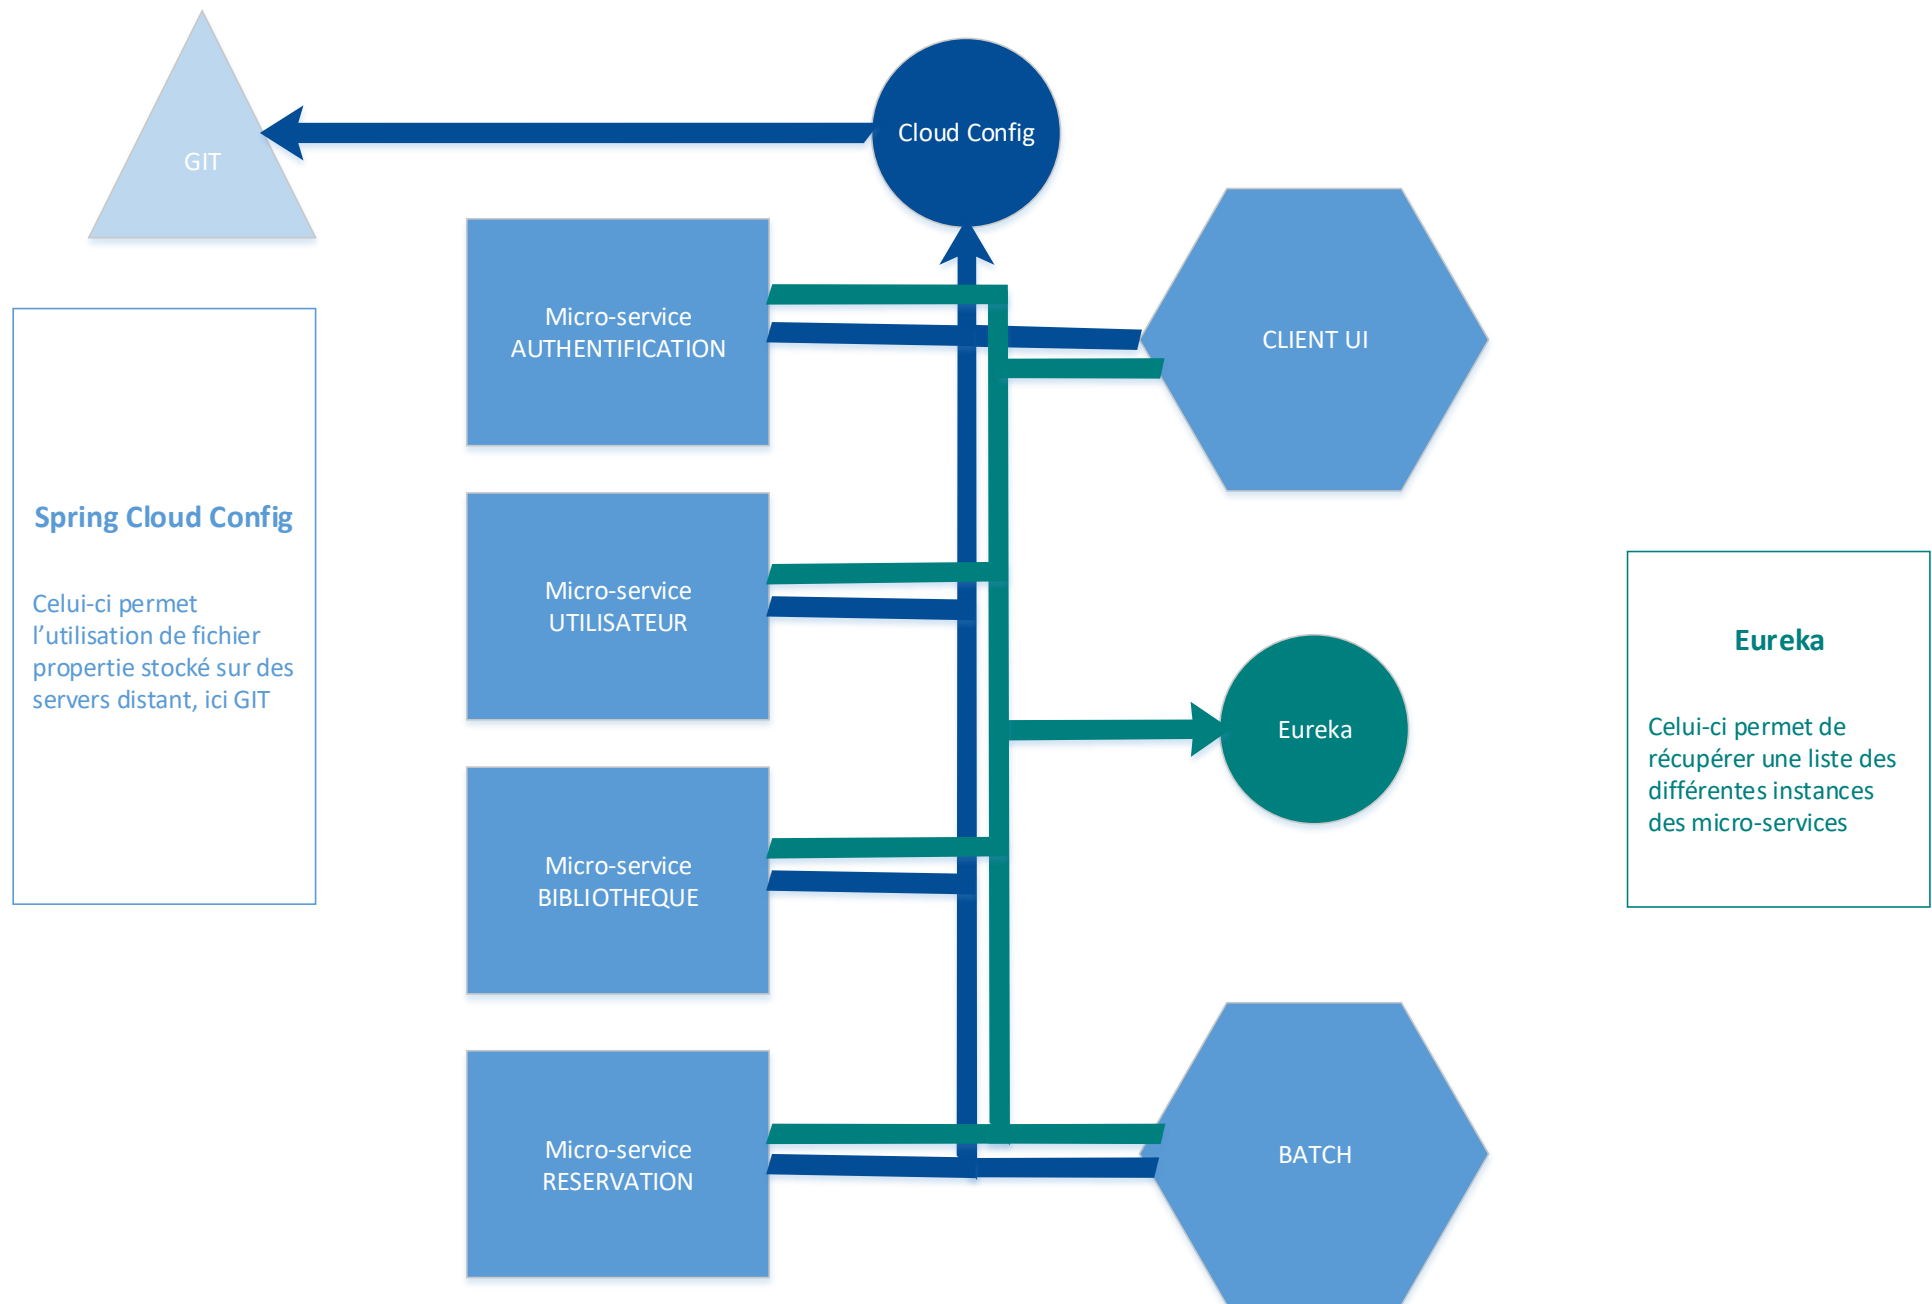 Cloud Config
GIT
Micro-service
AUTHENTIFICATION
CLIENT UI
Spring Cloud Config
Celui-ci permet
l’utilisation de fichier
propertie stocké sur des
servers distant, ici GIT
Micro-service
UTILISATEUR
Eureka
Eureka
Celui-ci permet de
récupérer une liste des
différentes instances
des micro-services
Micro-service
BIBLIOTHEQUE
Micro-service
RESERVATION
BATCH